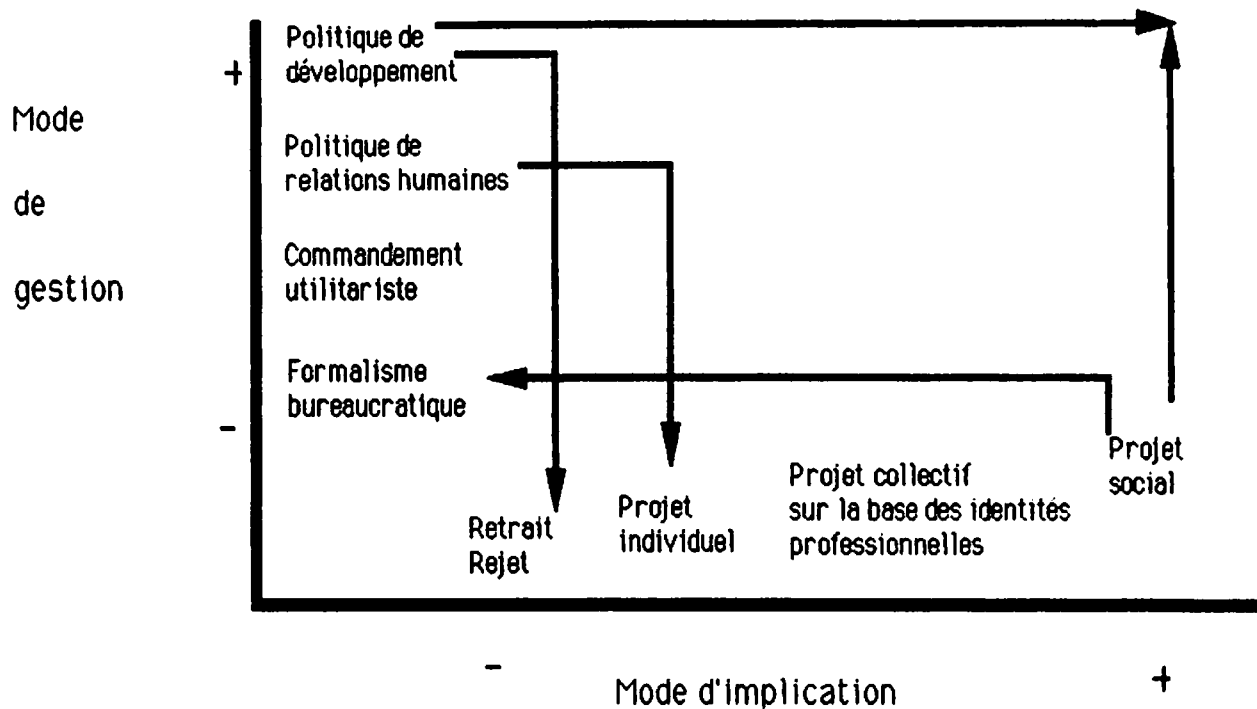 Politique de
développement
+
Mode
de
gestion
Politique de
relations humaines
Commandement
utilitariste
Formalisme
bureaucratique
-
Retrait
Rejet
Projet
individuel
Projet collectif
sur la base des identités
professionnelles
Projet
social
-
Mode d'implication
+